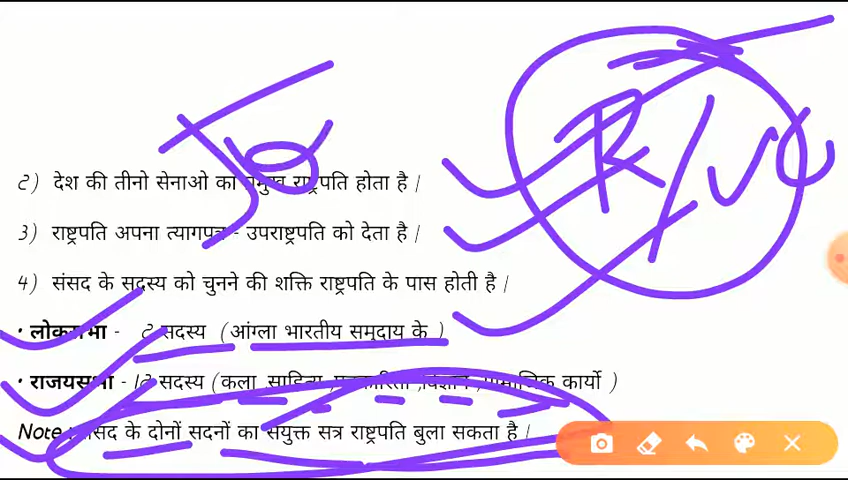 2) देश की तीनो सेनाओ का प्रमुख राष्ट्रपति होता है |
3) राष्ट्रपति अपना त्यागपत्र - उपराष्ट्रपति को देता है |
4) संसद के सदस्य को चुनने की शक्ति राष्ट्रपति के पास होती है |
• लोकसभा - 2 सदस्य (आंग्ला भारतीय समुदाय के )
• राजयसभा - 12 सदस्य (कला ,साहित्य ,पत्रकारिता ,विज्ञान ,सामाजिक कार्यो )
Note : संसद के दोनों सदनों का संयुक्त सत्र राष्ट्रपति बुला सकता है |